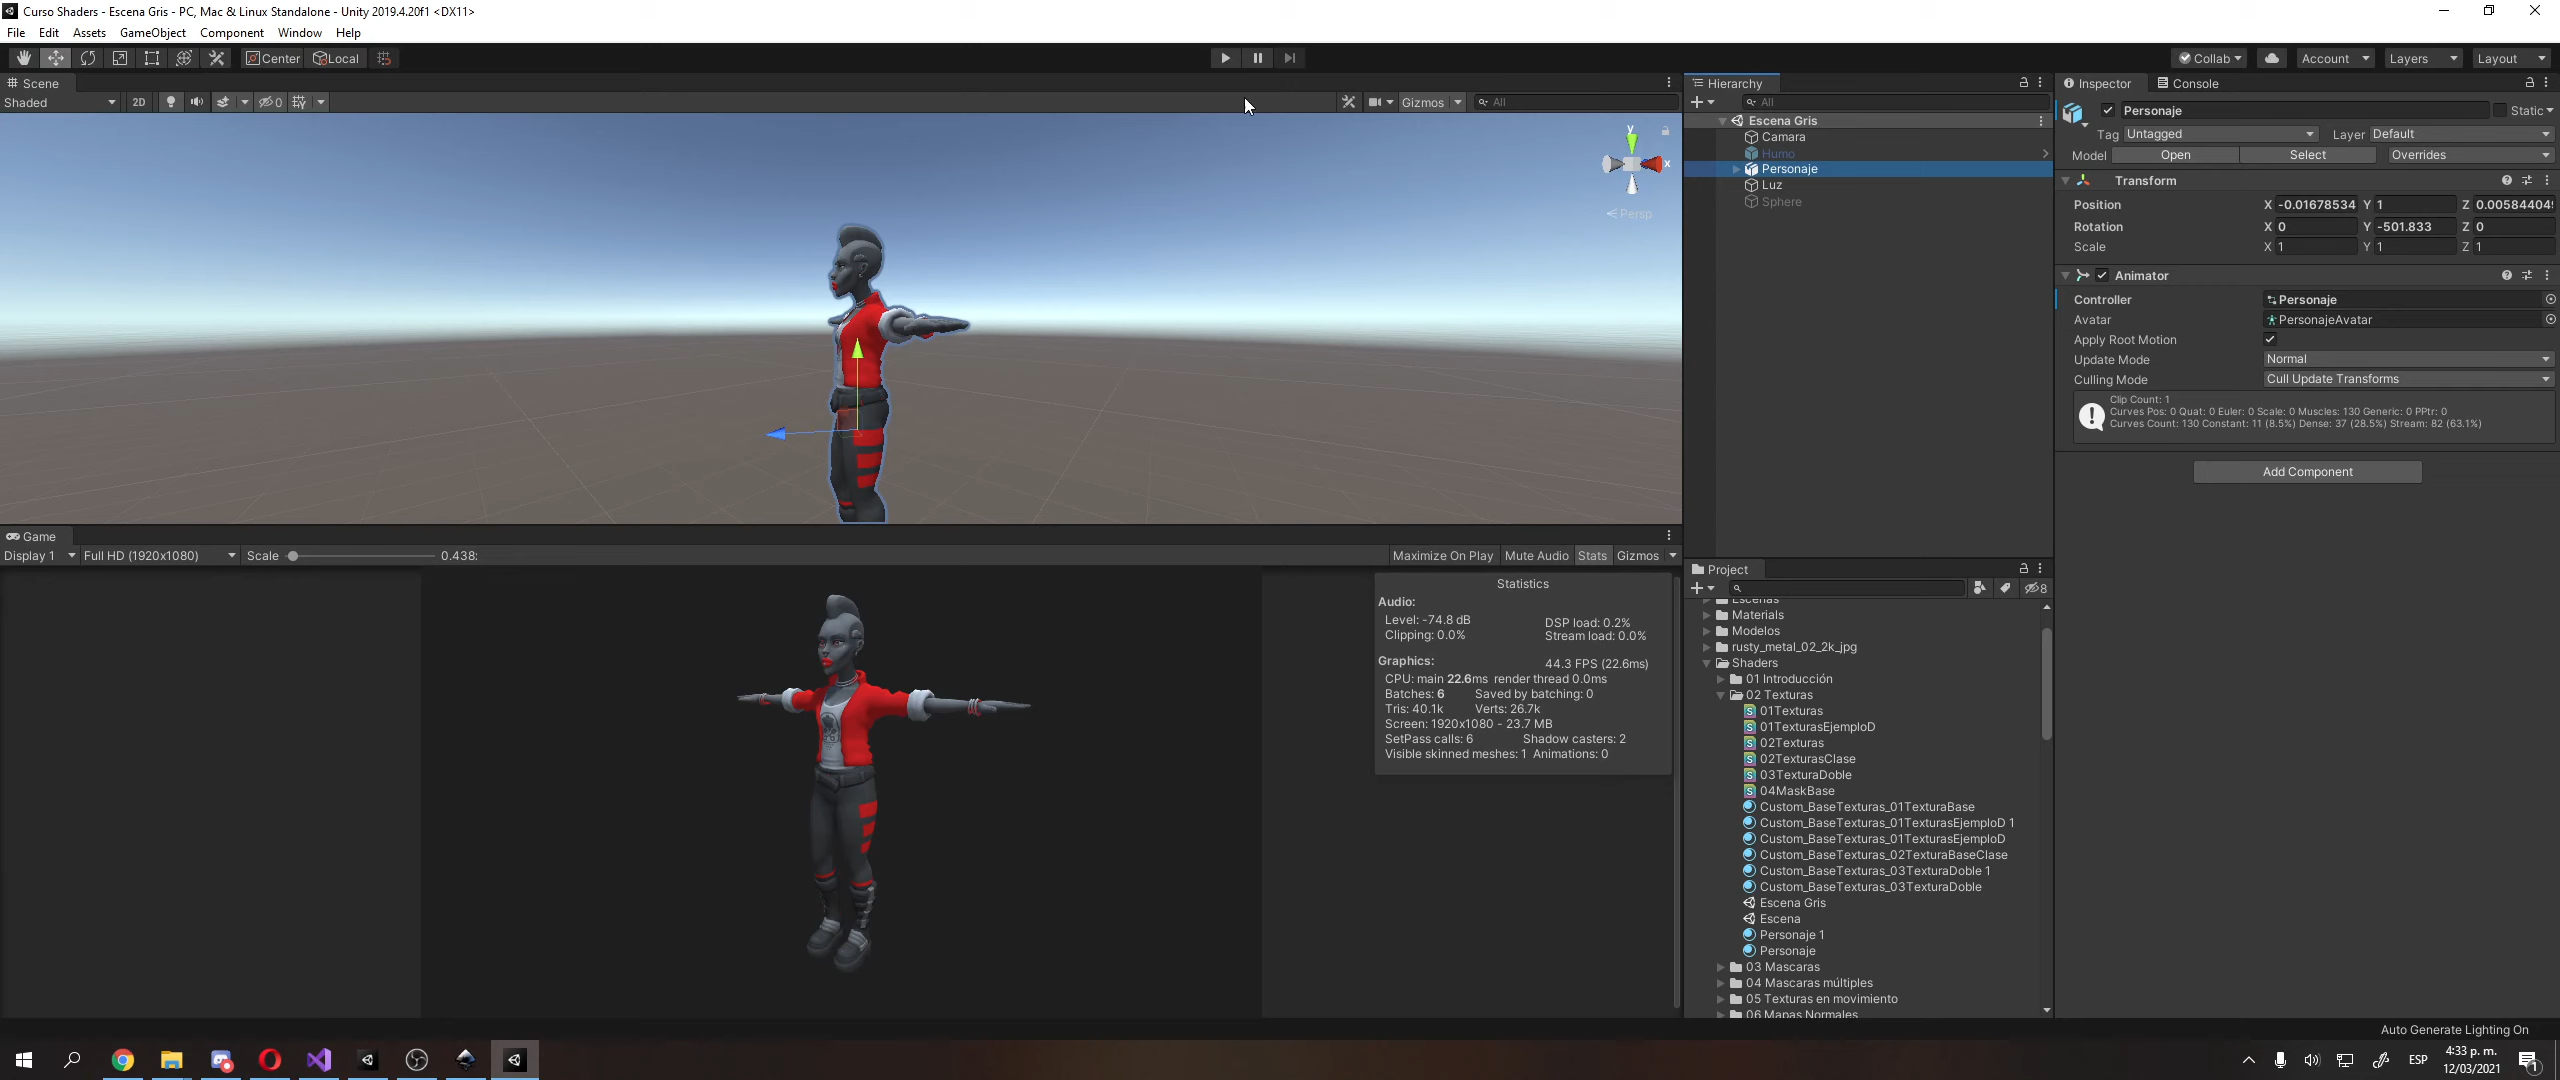 Curso Shaders - Escena Gris - PC, Mac & Linux Standalone - Unity 2019.4.20f1 <DX11>
File Edit Assets GameObject Component Window Help
Center Local
Collab Account Layers Layout
Scene
Shaded 2D 0 Gizmos All
y
x
Persp
Game
Display 1 Full HD (1920x1080) Scale 0.438: Maximize On Play Mute Audio Stats Gizmos
Statistics
Audio:
Level: -74.8 dB DSP load: 0.2%
Clipping: 0.0% Stream load: 0.0%
Graphics: 44.3 FPS (22.6ms)
CPU: main 22.6ms render thread 0.0ms
Batches: 6 Saved by batching: 0
Tris: 40.1k Verts: 26.7k
Screen: 1920x1080 - 23.7 MB
SetPass calls: 6 Shadow casters: 2
Visible skinned meshes: 1 Animations: 0
Hierarchy
All
Escena Gris
Camara
Humo
Personaje
Luz
Sphere
Project
8
Escenas
Materials
Modelos
rusty_metal_02_2k_jpg
Shaders
01 Introducción
02 Texturas
01Texturas
01TexturasEjemploD
02Texturas
02TexturasClase
03TexturaDoble
04MaskBase
Custom_BaseTexturas_01TexturaBase
Custom_BaseTexturas_01TexturasEjemploD 1
Custom_BaseTexturas_01TexturasEjemploD
Custom_BaseTexturas_02TexturaBaseClase
Custom_BaseTexturas_03TexturaDoble 1
Custom_BaseTexturas_03TexturaDoble
Escena Gris
Escena
Personaje 1
Personaje
03 Mascaras
04 Mascaras múltiples
05 Texturas en movimiento
06 Mapas Normales
Inspector Console
Personaje Static
Tag Untagged Layer Default
Model Open Select Overrides
Transform
Position X -0.01678534 Y 1 Z 0.00584404
Rotation X 0 Y -501.833 Z 0
Scale X 1 Y 1 Z 1
Animator
Controller Personaje
Avatar PersonajeAvatar
Apply Root Motion
Update Mode Normal
Culling Mode Cull Update Transforms
Clip Count: 1
Curves Pos: 0 Quat: 0 Euler: 0 Scale: 0 Muscles: 130 Generic: 0 PPtr: 0
Curves Count: 130 Constant: 11 (8.5%) Dense: 37 (28.5%) Stream: 82 (63.1%)
Add Component
Auto Generate Lighting On
ESP
4:33 p. m.
12/03/2021
1